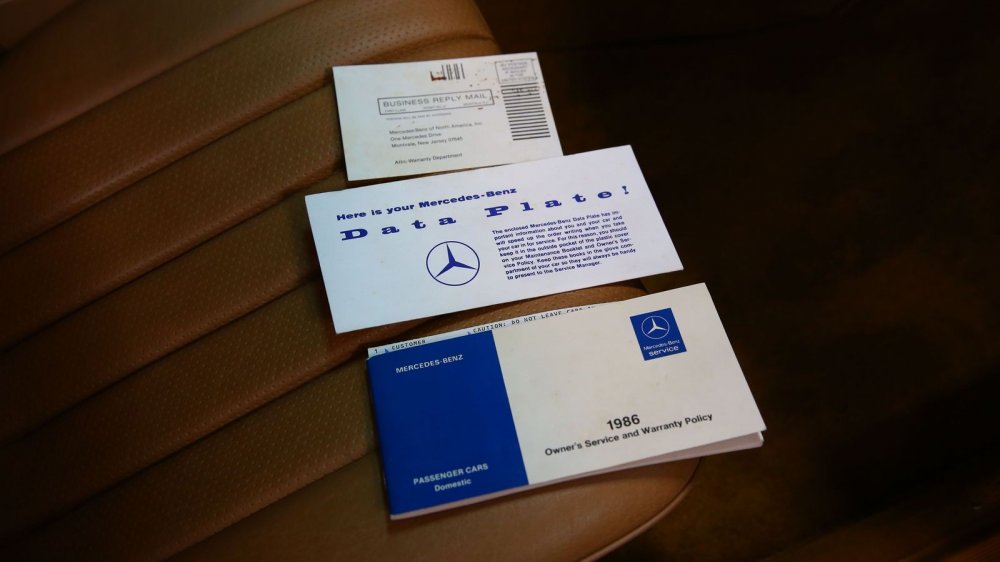 BUSINESS REPLY MAIL
Mercedes-Benz of North America, Inc.
One Mercedes Drive
Montvale, New Jersey 07645
Attn: Warranty Department
Here is your Mercedes-Benz
Data Plate!
The enclosed Mercedes-Benz Data Plate has im-
portant information about you and your car and
will speed up the order writing when you take
your car in for service. For this reason, you should
keep it in the outside pocket of the plastic cover
on your Maintenance Booklet and Owner's Ser-
vice Policy. Keep these books in the glove com-
partment of your car so they will always be handy
to present to the Service Manager.
1 CUSTOMER
CAUTION: DO NOT LEAVE
MERCEDES-BENZ
PASSENGER CARS
Domestic
Mercedes-Benz
service
1986
Owner's Service and Warranty Policy